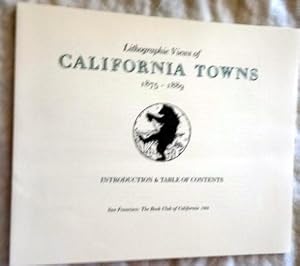 Lithographic Views of
CALIFORNIA TOWNS
1875 - 1889
INTRODUCTION & TABLE OF CONTENTS
San Francisco: The Book Club of California